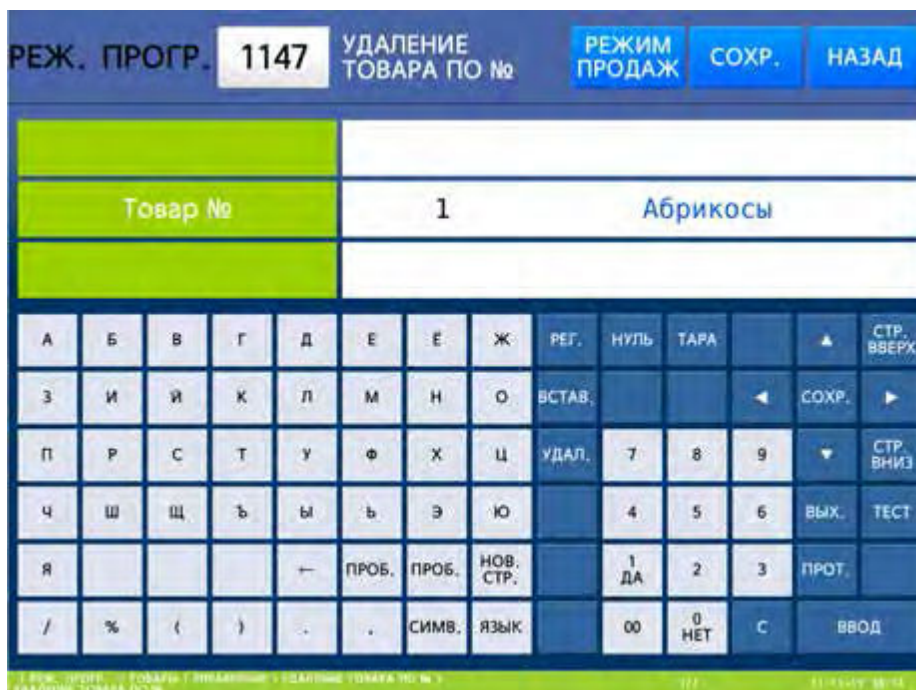 РЕЖ. ПРОГР. 1147 УДАЛЕНИЕ ТОВАРА ПО № РЕЖИМ ПРОДАЖ СОХР. НАЗАД
Товар № 1 Абрикосы
А Б В Г Д Е Ё Ж РЕГ. НУЛЬ ТАРА СТР. ВВЕРХ
З И Й К Л М Н О ВСТАВ. СОХР.
П Р С Т У Ф Х Ц УДАЛ. 7 8 9 СТР. ВНИЗ
Ч Ш Щ Ъ Ы Ь Э Ю 4 5 6 ВЫХ. ТЕСТ
Я ← ПРОБ. ПРОБ. НОВ. СТР. 1 ДА 2 3 ПРОТ.
/ % ( ) . СИМВ. ЯЗЫК 00 0 НЕТ С ВВОД